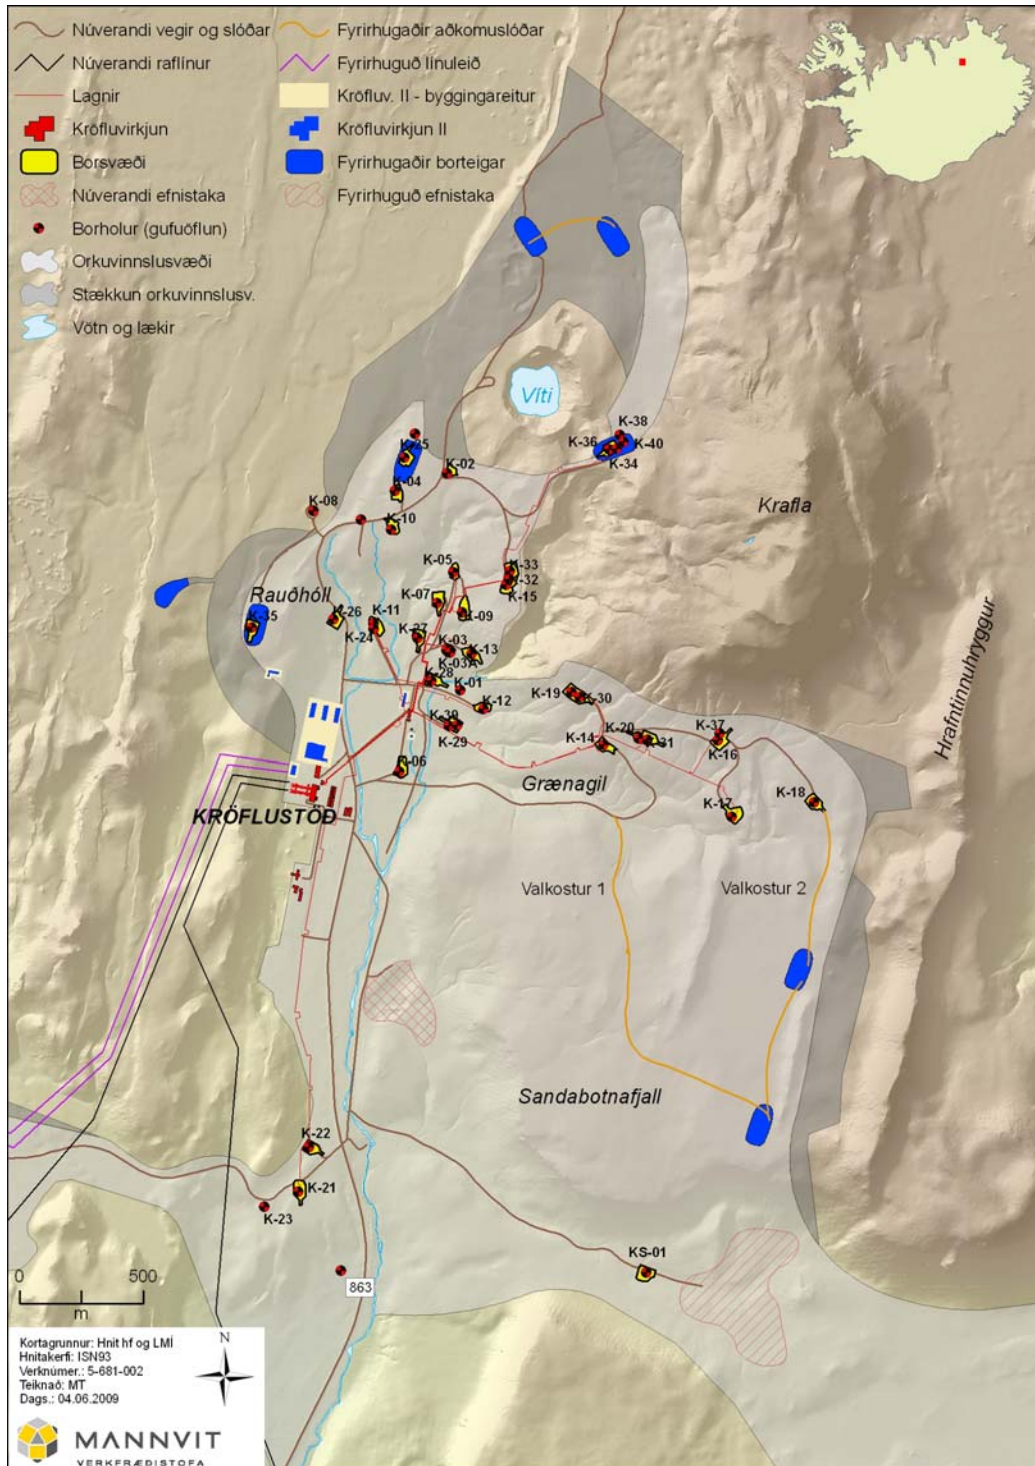 Núverandi vegir og slóðar
Núverandi raflínur
Lagnir
Kröfluvirkjun
Borsvæði
Núverandi efnistaka
Borholur (gufuöflun)
Orkuvinnslusvæði
Stækkun orkuvinnslusv.
Vötn og lækir
Fyrirhugaðir aðkomuslóðar
Fyrirhuguð línuleið
Kröfluv. II - byggingareitur
Kröfluvirkjun II
Fyrirhugaðir borteigar
Fyrirhuguð efnistaka
Víti
K-38
K-36
K-40
K-34
K-25
K-02
K-04
K-08
K-10
Krafla
K-05
K-33
K-32
K-15
Rauðhóll
K-07
K-09
K-35
K-26
K-11
K-24
K-27
K-03
K-13
K-03A
K-28
K-01
K-12
K-19
K-30
K-39
K-29
K-20
K-31
K-14
K-37
K-16
Hrafntinnuhryggur
K-06
Grænagil
K-17
K-18
KRÖFLUSTÖÐ
Valkostur 1
Valkostur 2
Sandabotnafjall
K-22
K-21
K-23
KS-01
863
0
500
m
Kortagrunnur: Hnit hf og LMÍ
Hnitakerfi: ISN93
Verknúmer.: 5-681-002
Teiknað: MT
Dags.: 04.06.2009
N
MANNVIT
VERKFRÆÐISTOFA